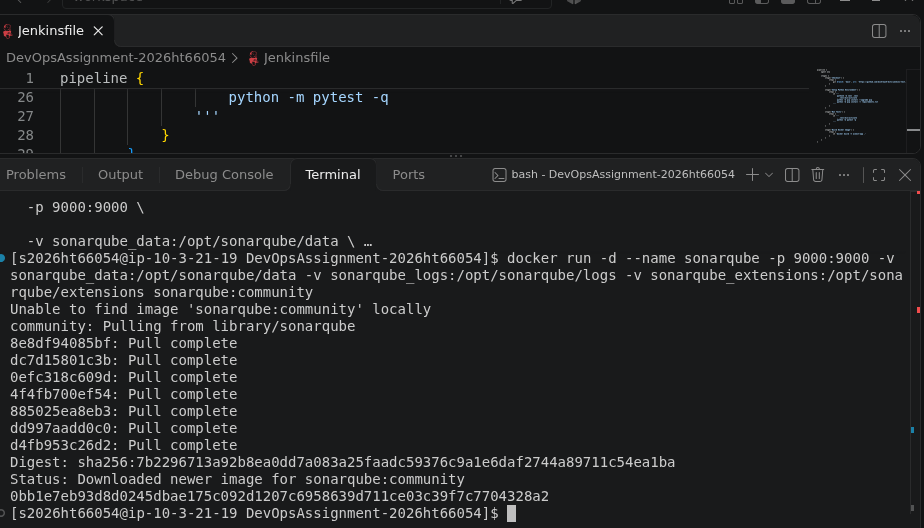 Jenkinsfile
DevOpsAssignment-2026ht66054 > Jenkinsfile
1 pipeline {
26 python -m pytest -q
27 '''
28 }
29 }
Problems Output Debug Console Terminal Ports bash - DevOpsAssignment-2026ht66054
-p 9000:9000 \
-v sonarqube_data:/opt/sonarqube/data \ …
[s2026ht66054@ip-10-3-21-19 DevOpsAssignment-2026ht66054]$ docker run -d --name sonarqube -p 9000:9000 -v
sonarqube_data:/opt/sonarqube/data -v sonarqube_logs:/opt/sonarqube/logs -v sonarqube_extensions:/opt/sona
rqube/extensions sonarqube:community
Unable to find image 'sonarqube:community' locally
community: Pulling from library/sonarqube
8e8df94085bf: Pull complete
dc7d15801c3b: Pull complete
0efc318c609d: Pull complete
4f4fb700ef54: Pull complete
885025ea8eb3: Pull complete
dd997aadd0c0: Pull complete
d4fb953c26d2: Pull complete
Digest: sha256:7b2296713a92b8ea0dd7a083a25faadc59376c9a1e6daf2744a89711c54ea1ba
Status: Downloaded newer image for sonarqube:community
0bb1e7eb93d8d0245dbae175c092d1207c6958639d711ce03c39f7c7704328a2
[s2026ht66054@ip-10-3-21-19 DevOpsAssignment-2026ht66054]$